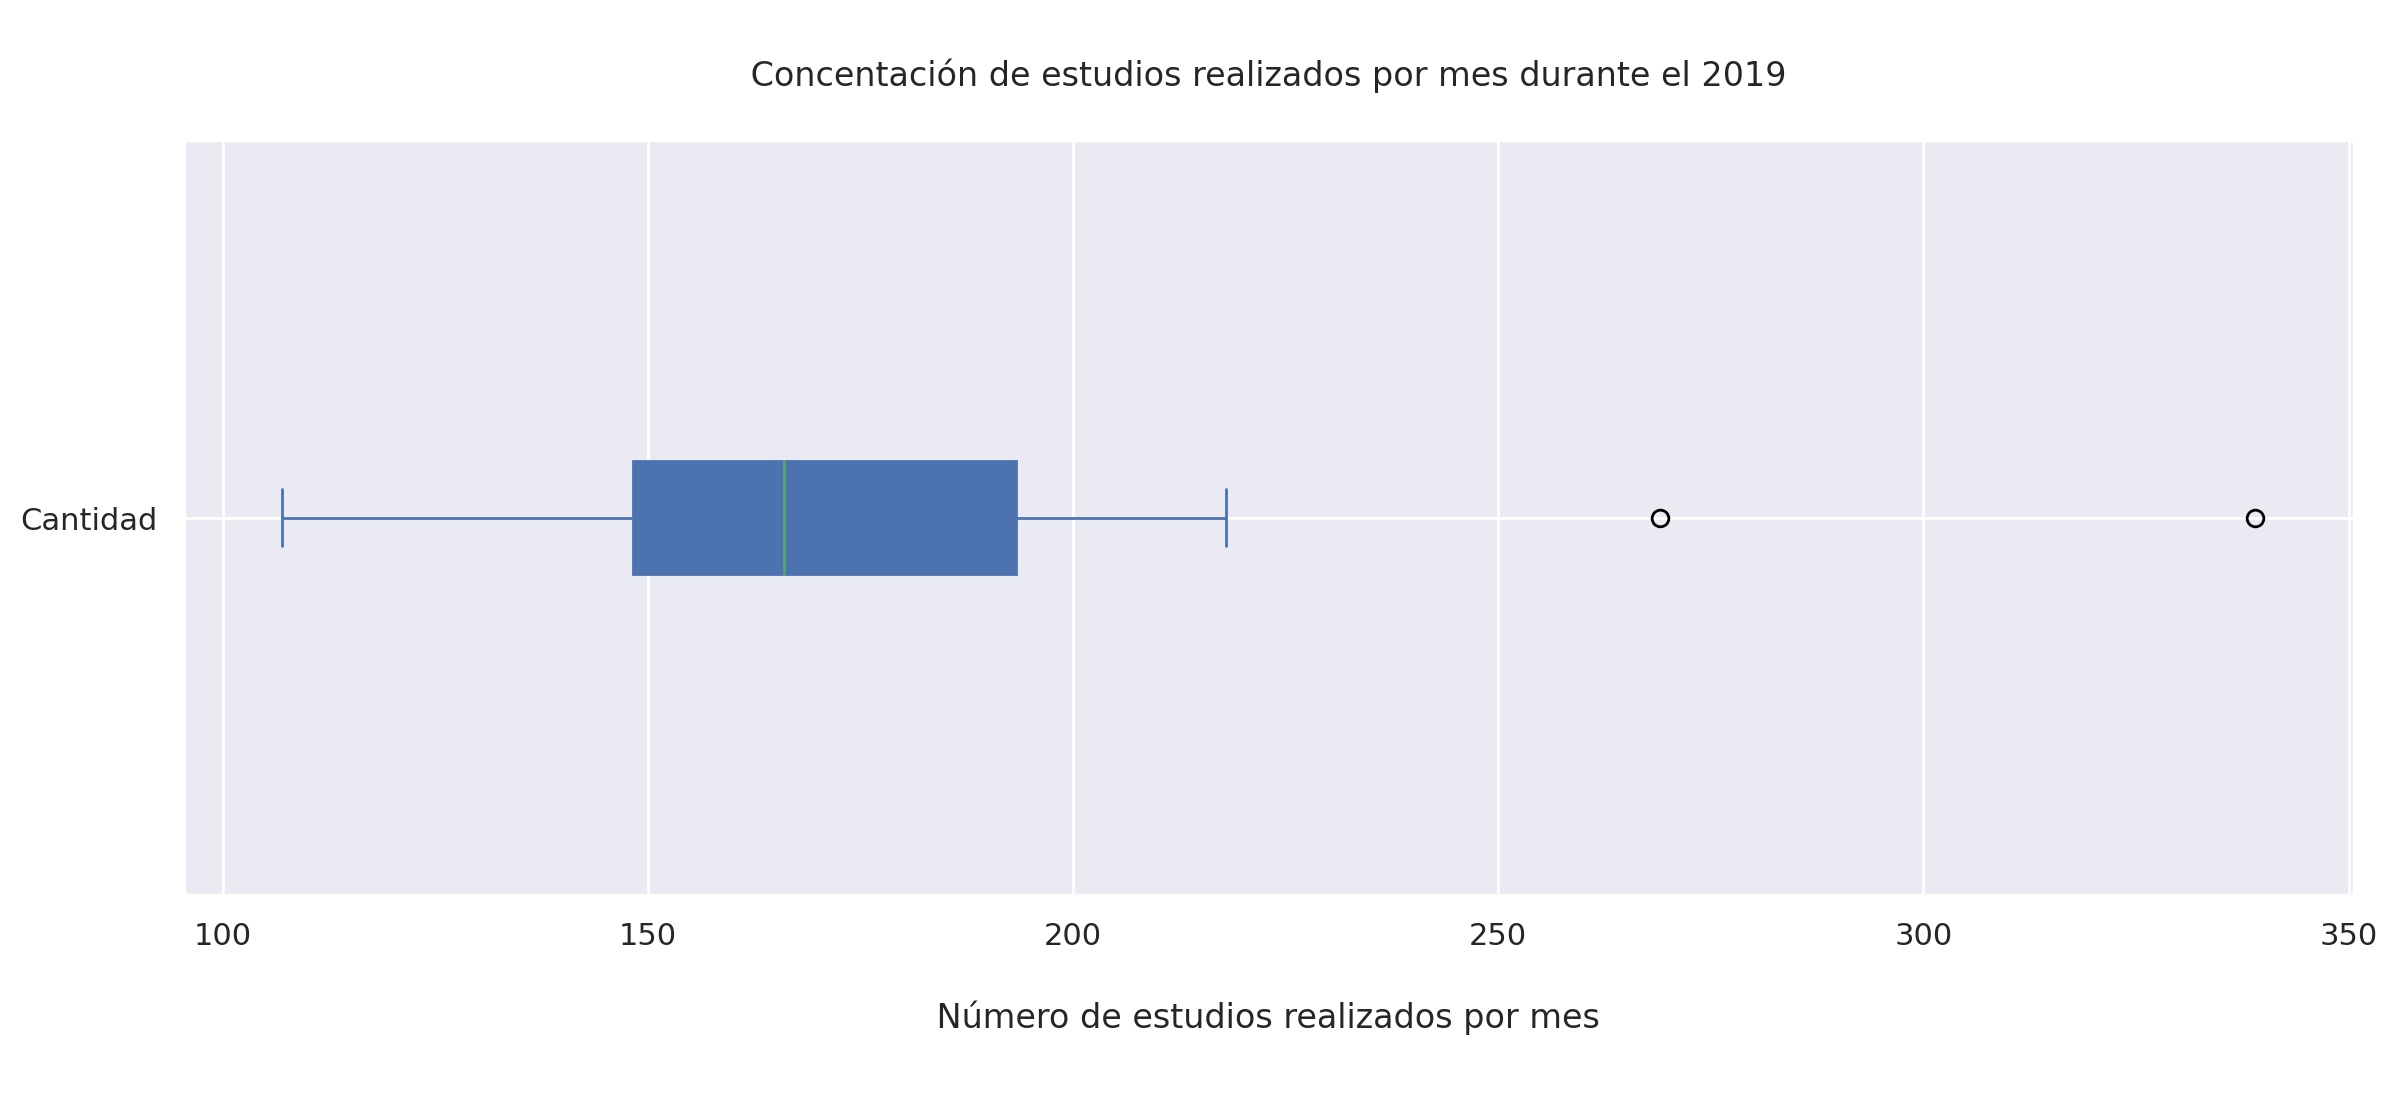 Concentación de estudios realizados por mes durante el 2019
Cantidad
100 150 200 250 300 350
Número de estudios realizados por mes